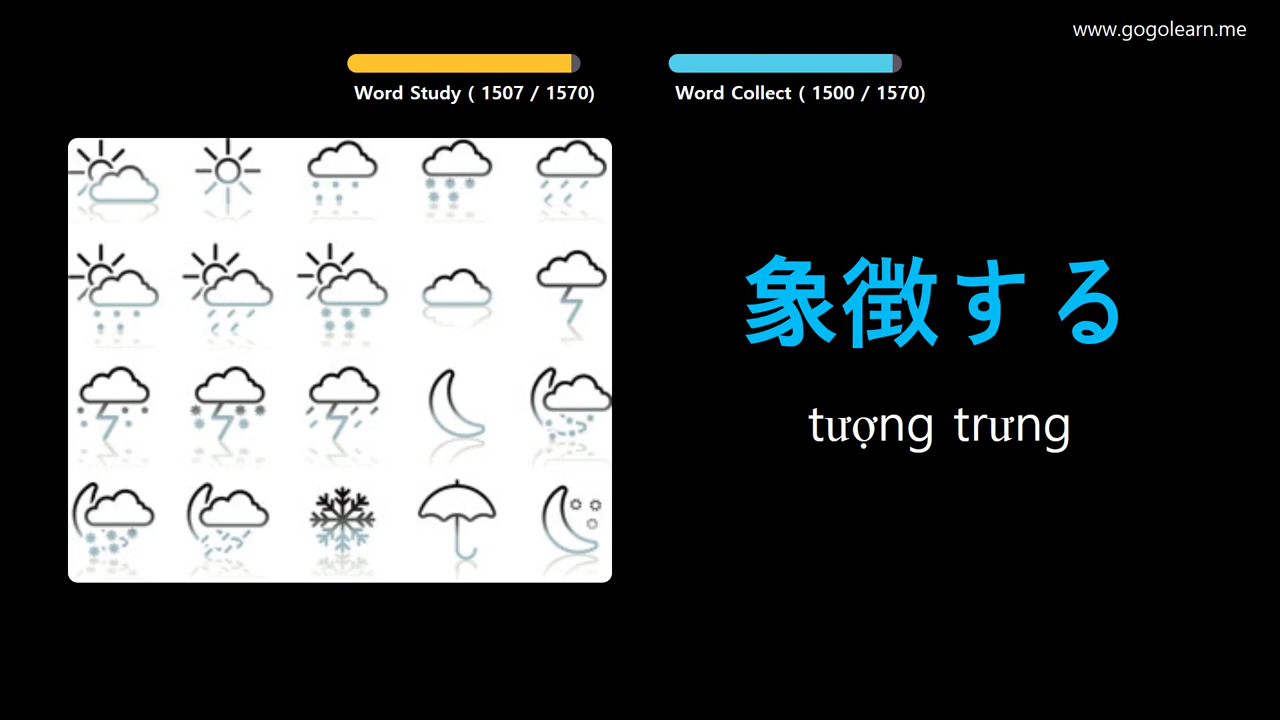 www.gogolearn.me
Word Study ( 1507 / 1570)
Word Collect ( 1500 / 1570)
象徴する
tượng trưng